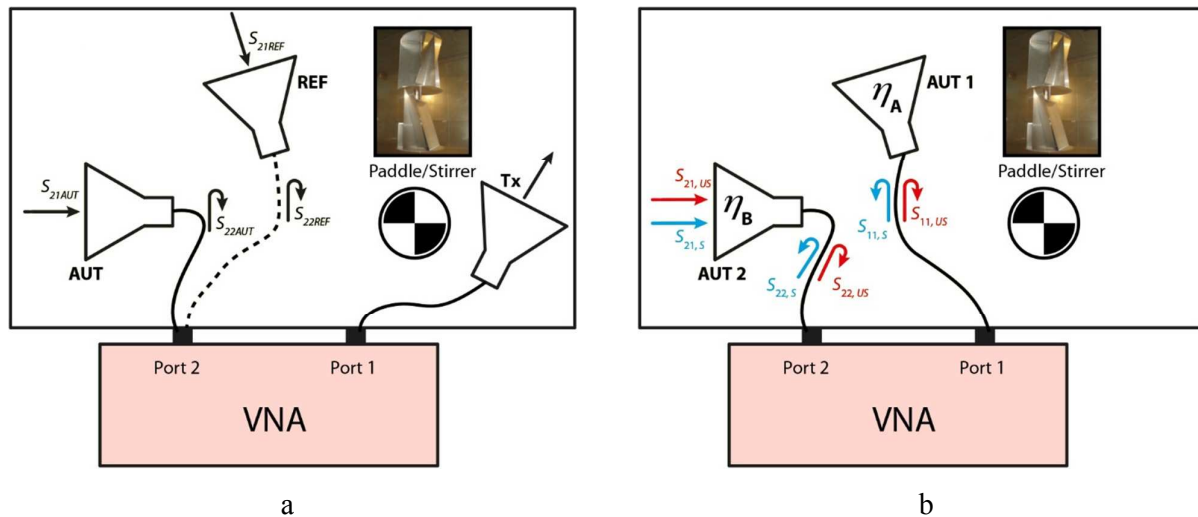 S21REF
REF
Paddle/Stirrer
Tx
S21AUT
S22AUT
S22REF
AUT
Port 2
Port 1
VNA
a
ηA
AUT 1
Paddle/Stirrer
S21, US
S21, S
ηB
AUT 2
S11, S
S11, US
S22, S
S22, US
Port 2
Port 1
VNA
b